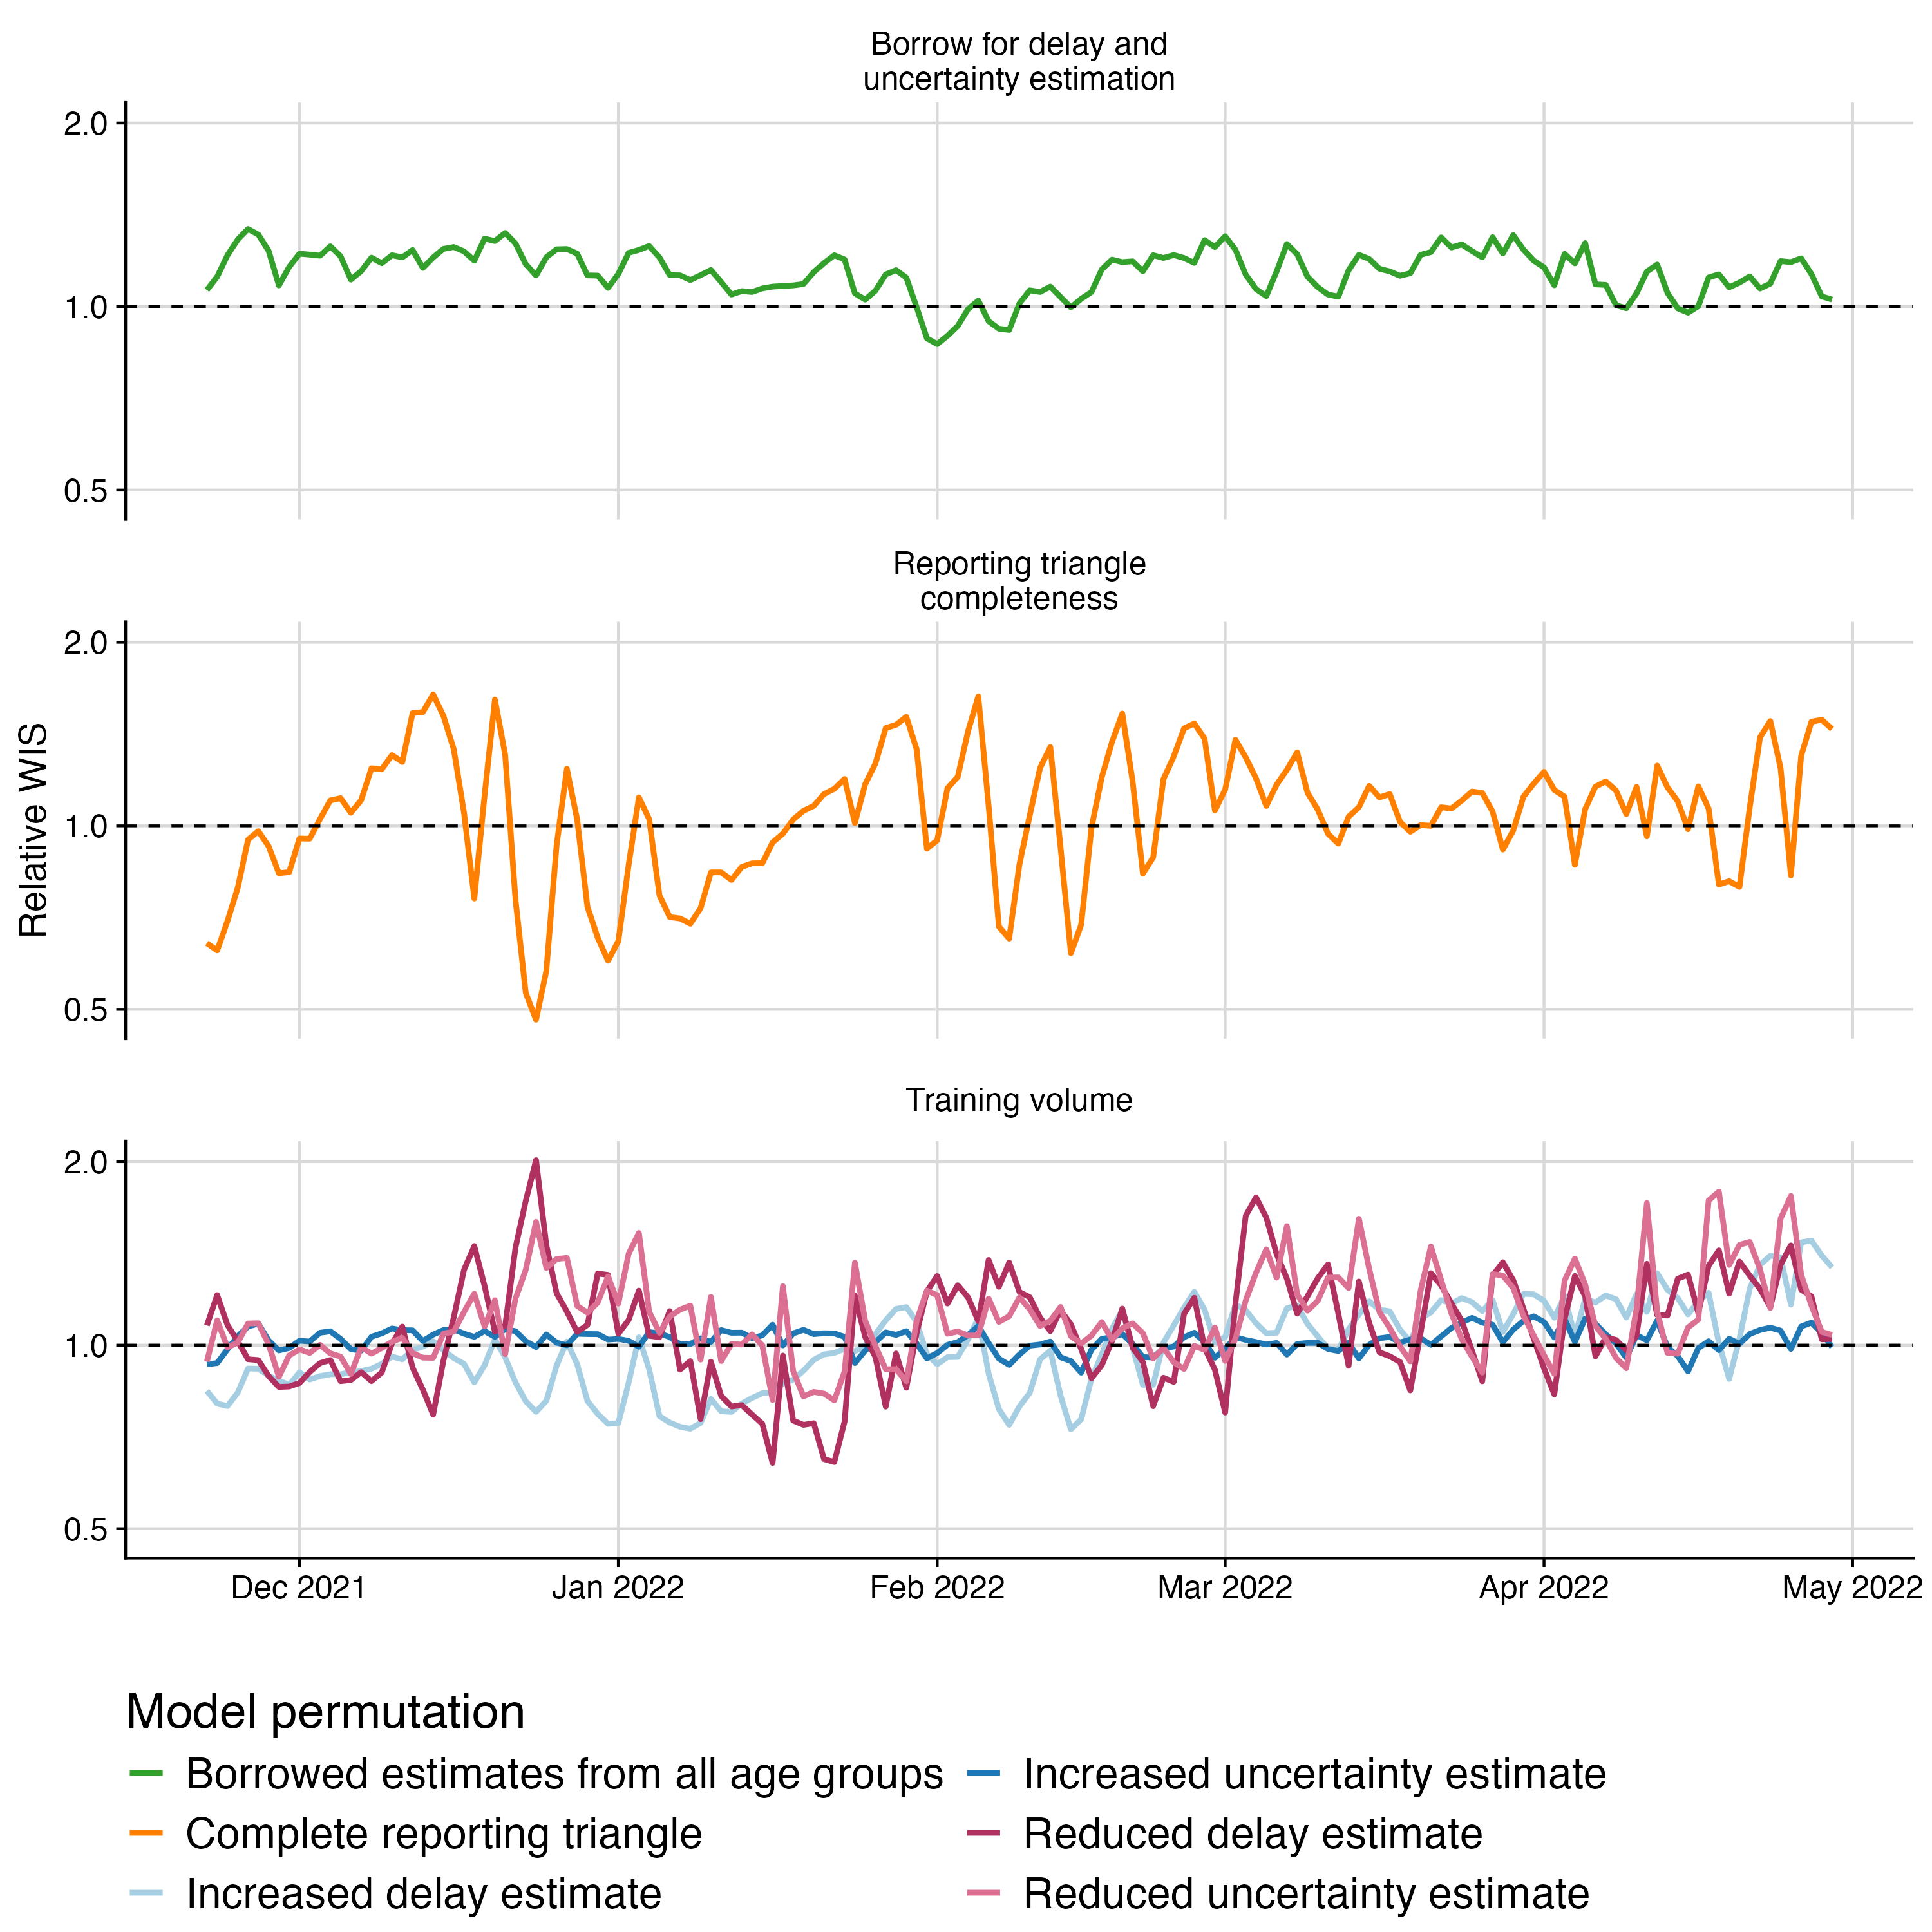 Borrow for delay and
uncertainty estimation
2.0
1.0
0.5
Reporting triangle
completeness
2.0
1.0
0.5
Relative WIS
Training volume
2.0
1.0
0.5
Dec 2021 Jan 2022 Feb 2022 Mar 2022 Apr 2022 May 2022
Model permutation
Borrowed estimates from all age groups
Complete reporting triangle
Increased delay estimate
Increased uncertainty estimate
Reduced delay estimate
Reduced uncertainty estimate